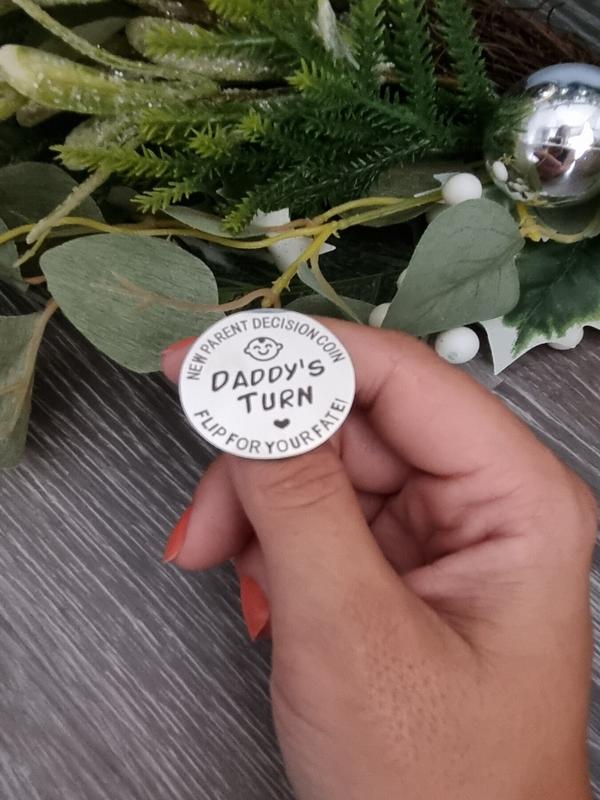 NEW PARENT DECISION COIN
DADDY'S
TURN
FLIP FOR YOUR FATE!